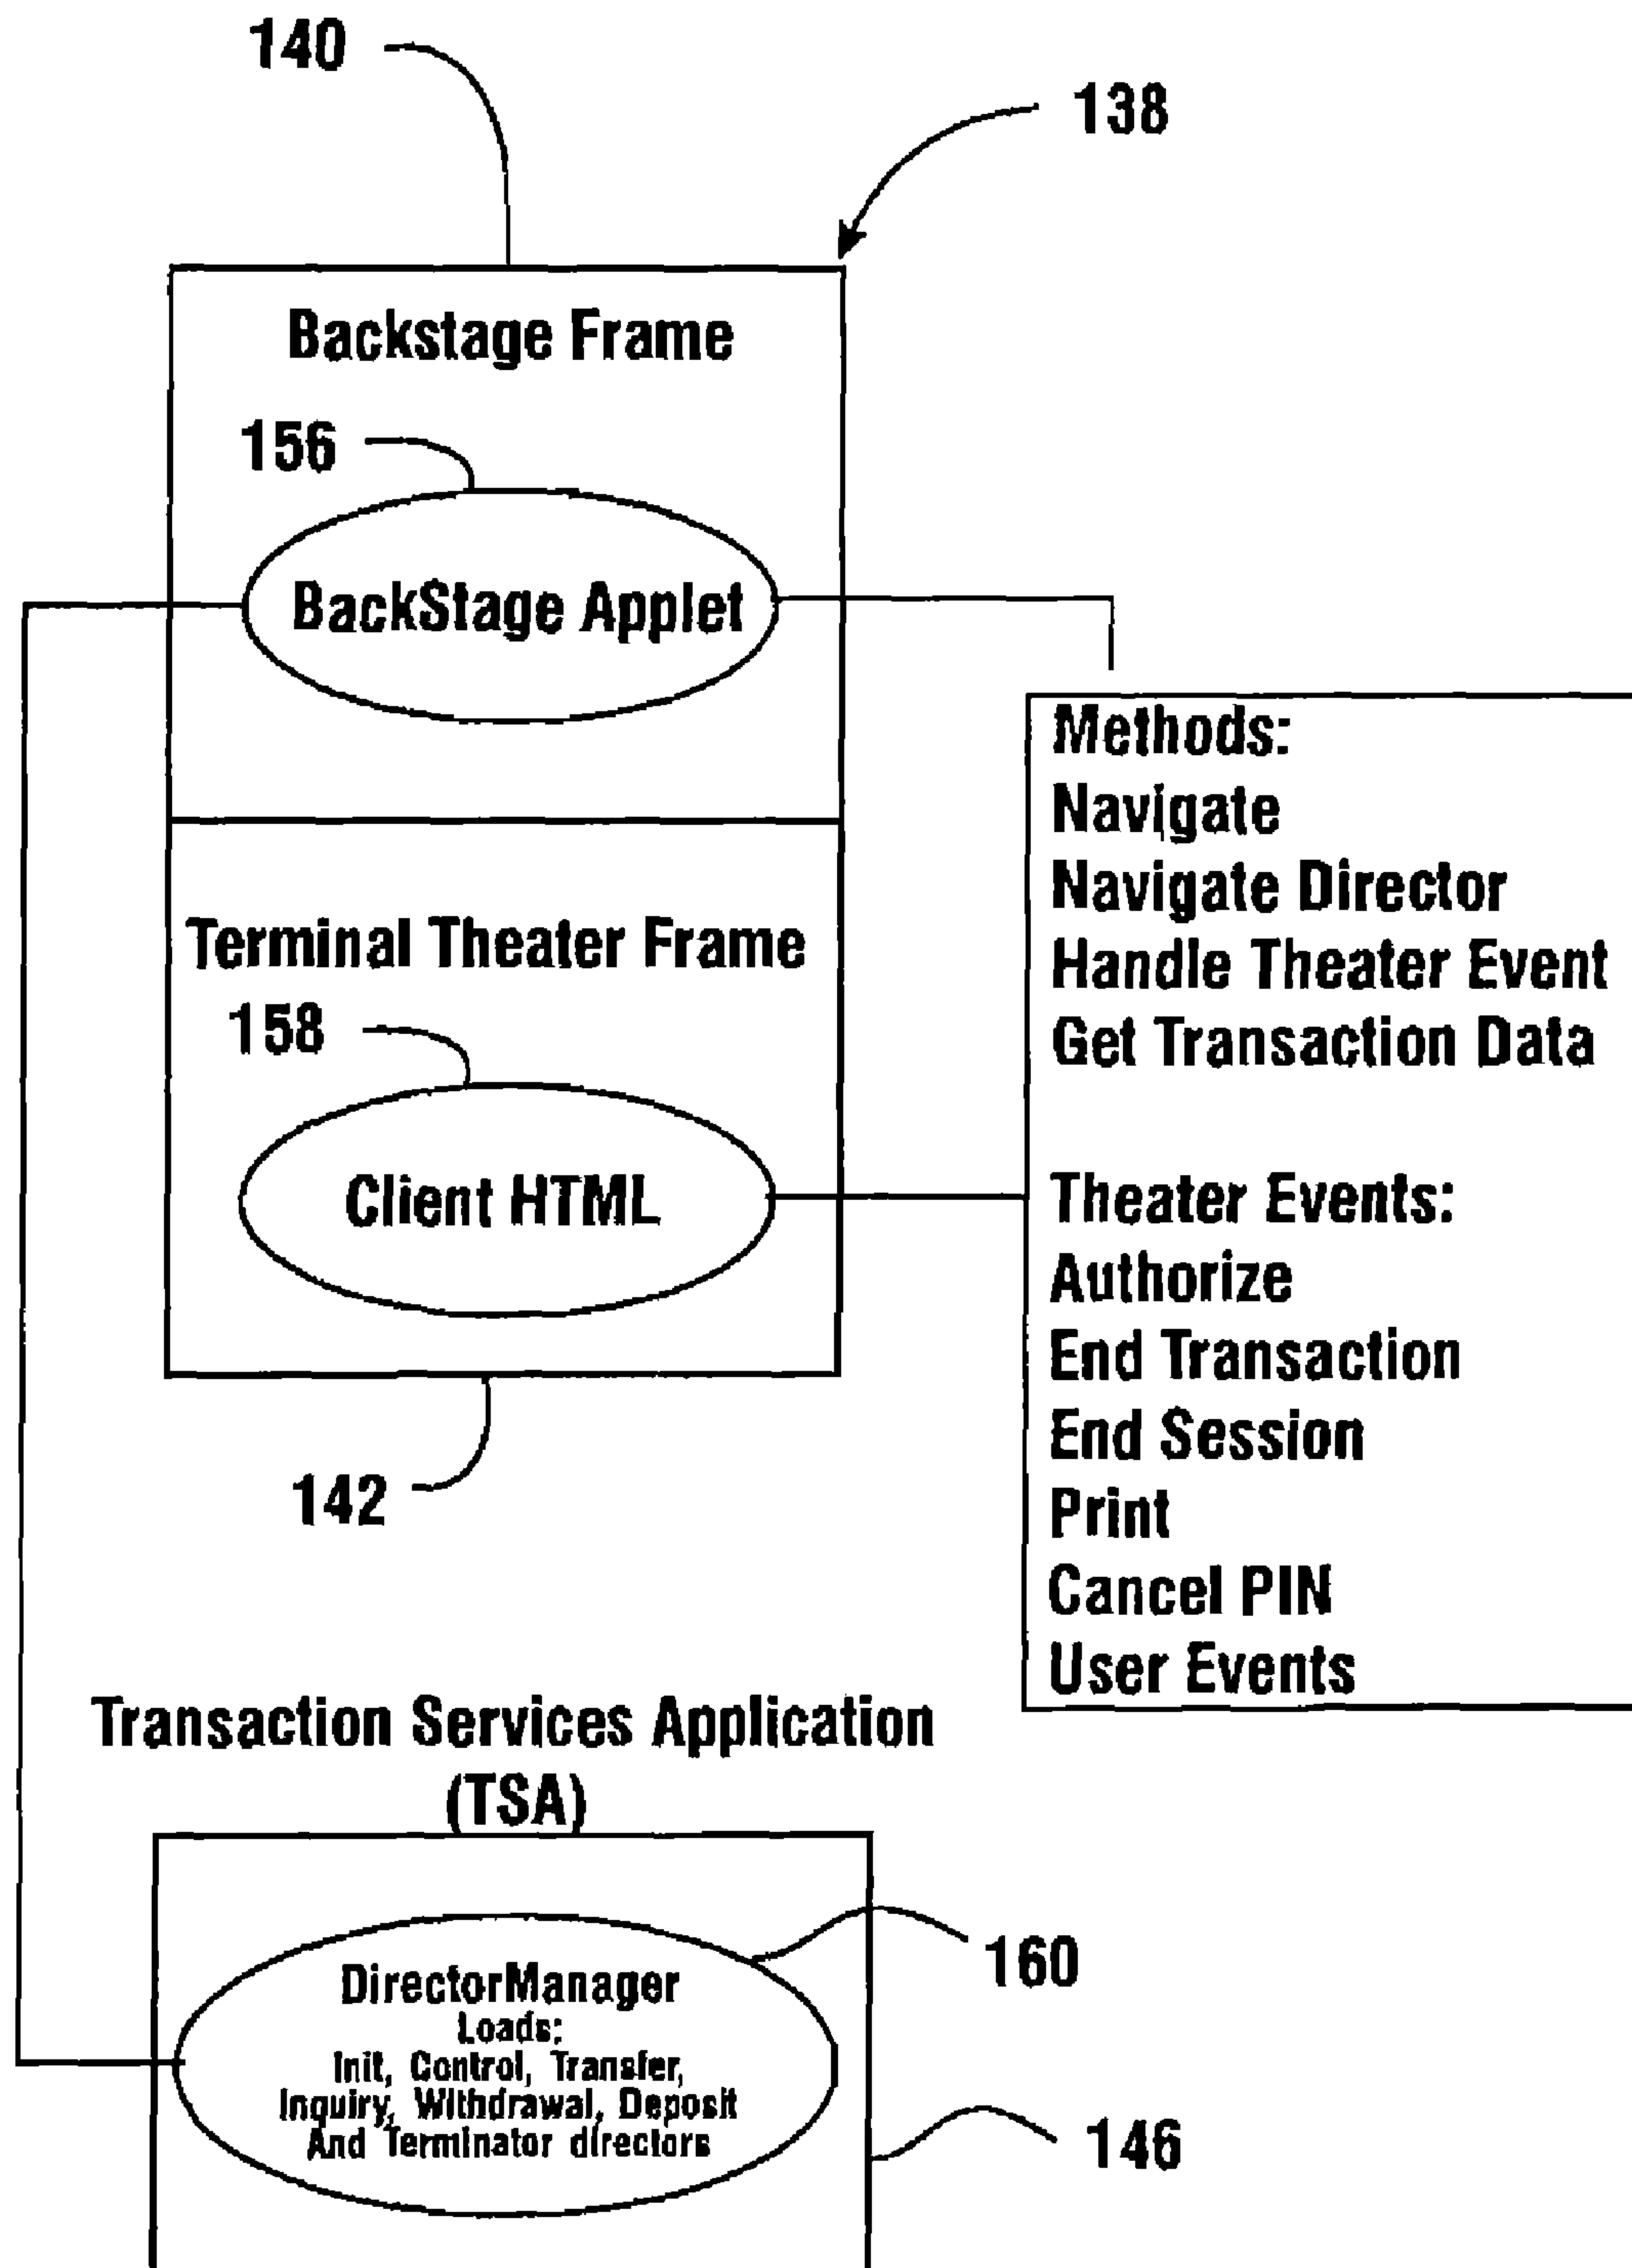 140
138
Backstage Frame
156
BackStage Applet
Methods:
Navigate
Navigate Director
Handle Theater Event
Get Transaction Data
Theater Events:
Authorize
End Transaction
End Session
Print
Cancel PIN
User Events
Terminal Theater Frame
158
Client HTML
142
Transaction Services Application
(TSA)
160
DirectorManager
Loads:
Init, Control, Transfer,
Inquiry, Withdrawal, Deposit
And Terminator directors
146